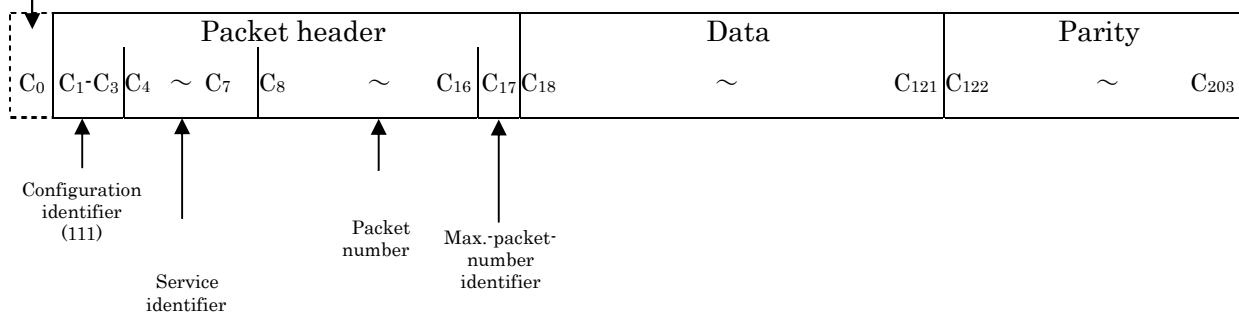 Packet header Data Parity
C₀ C₁-C₃ C₄ ～ C₇ C₈ ～ C₁₆ C₁₇ C₁₈ ～ C₁₂₁ C₁₂₂ ～ C₂₀₃
Configuration
identifier
(111)
Service
identifier
Packet
number
Max.-packet-
number
identifier